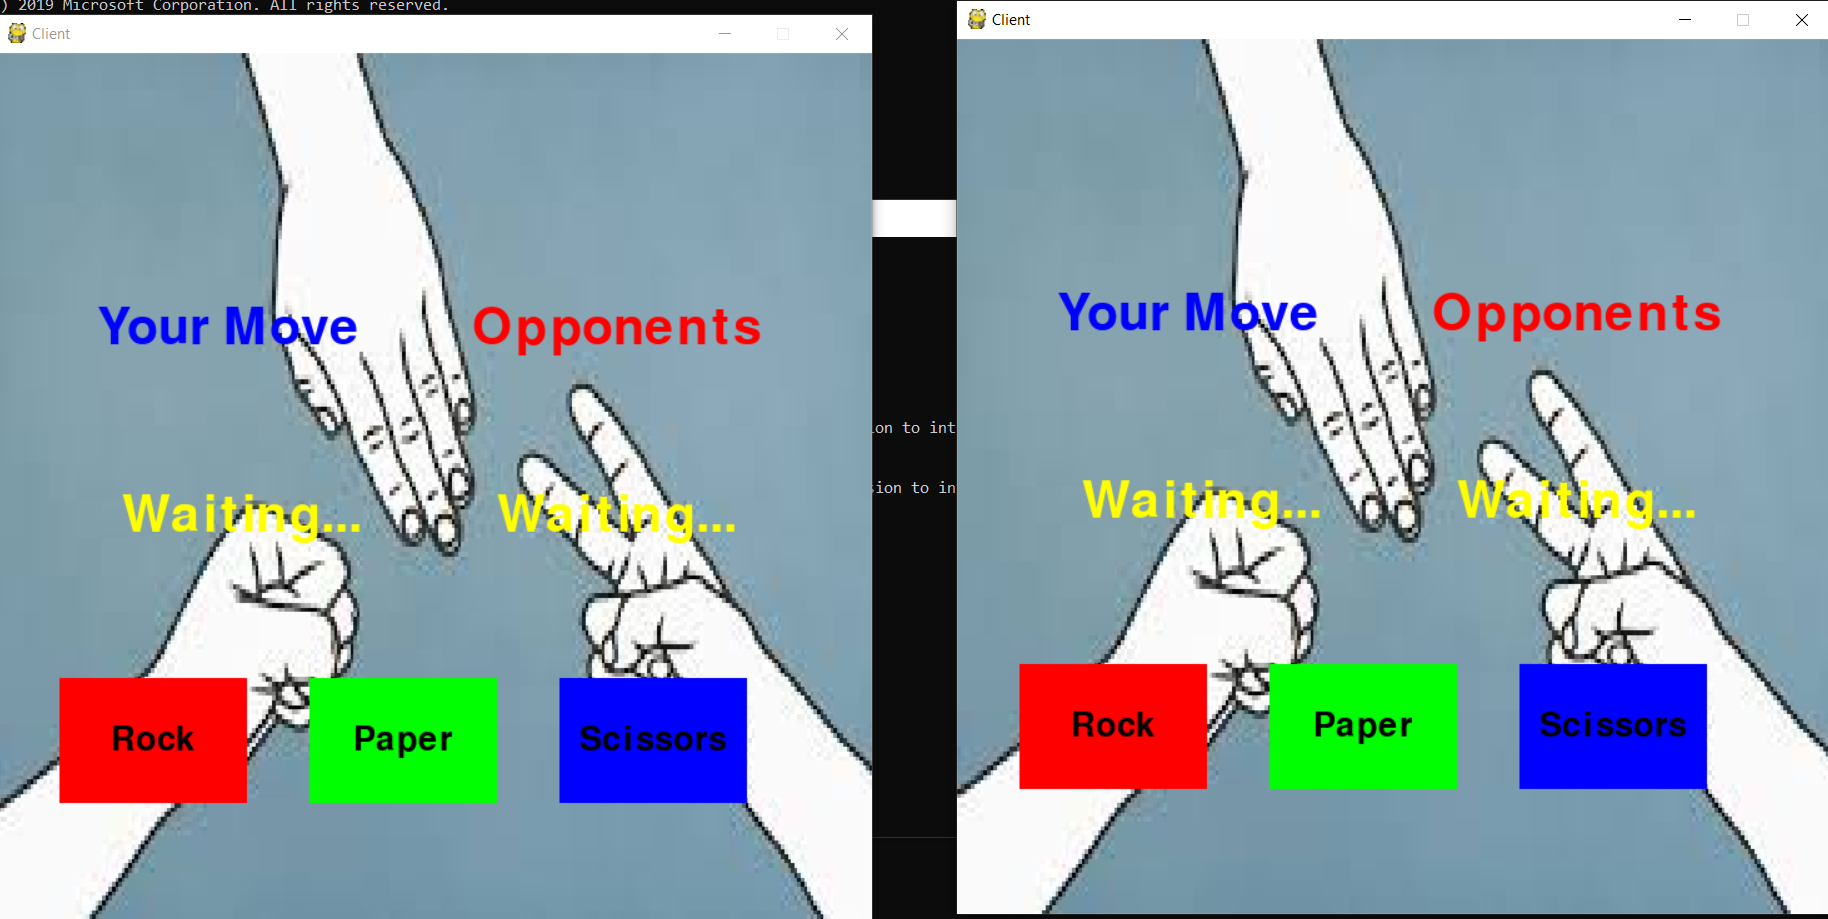 ) 2019 Microsoft Corporation. All rights reserved.
Client
Your Move Opponents
Waiting... Waiting...
Rock Paper Scissors
ion to int
sion to in
Client
Your Move Opponents
Waiting... Waiting...
Rock Paper Scissors